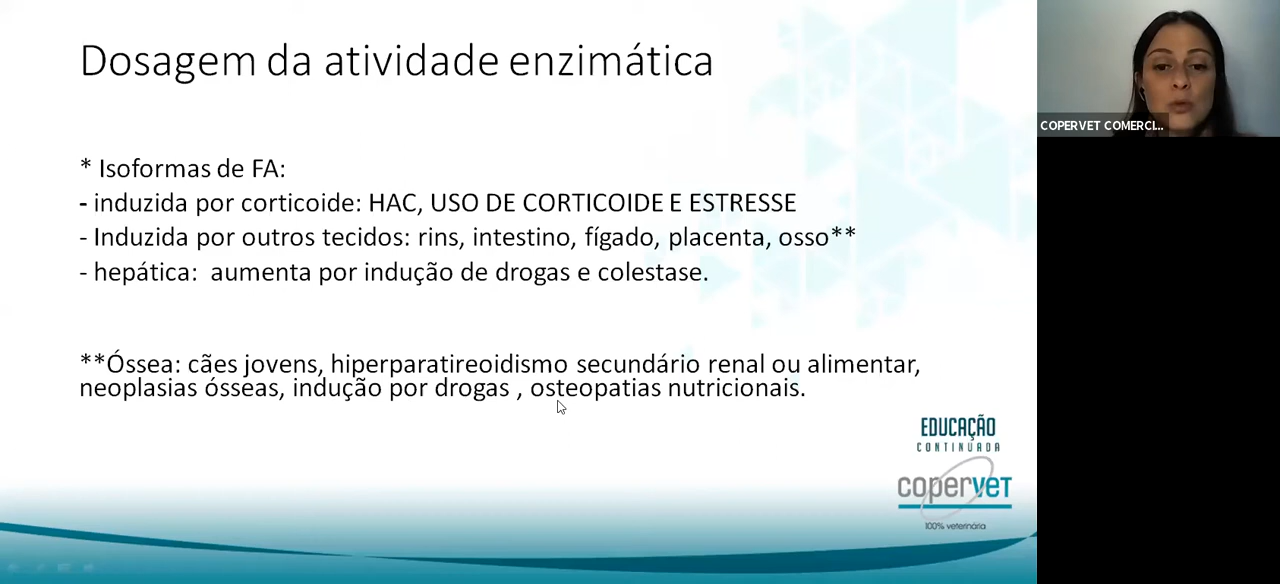 Dosagem da atividade enzimática
* Isoformas de FA:
- induzida por corticoide: HAC, USO DE CORTICOIDE E ESTRESSE
- Induzida por outros tecidos: rins, intestino, fígado, placenta, osso**
- hepática:  aumenta por indução de drogas e colestase.
**Óssea: cães jovens, hiperparatireoidismo secundário renal ou alimentar,
neoplasias ósseas, indução por drogas , osteopatias nutricionais.
EDUCAÇÃO
CONTINUADA
copervet
100% veterinária
COPERVET COMERCI...